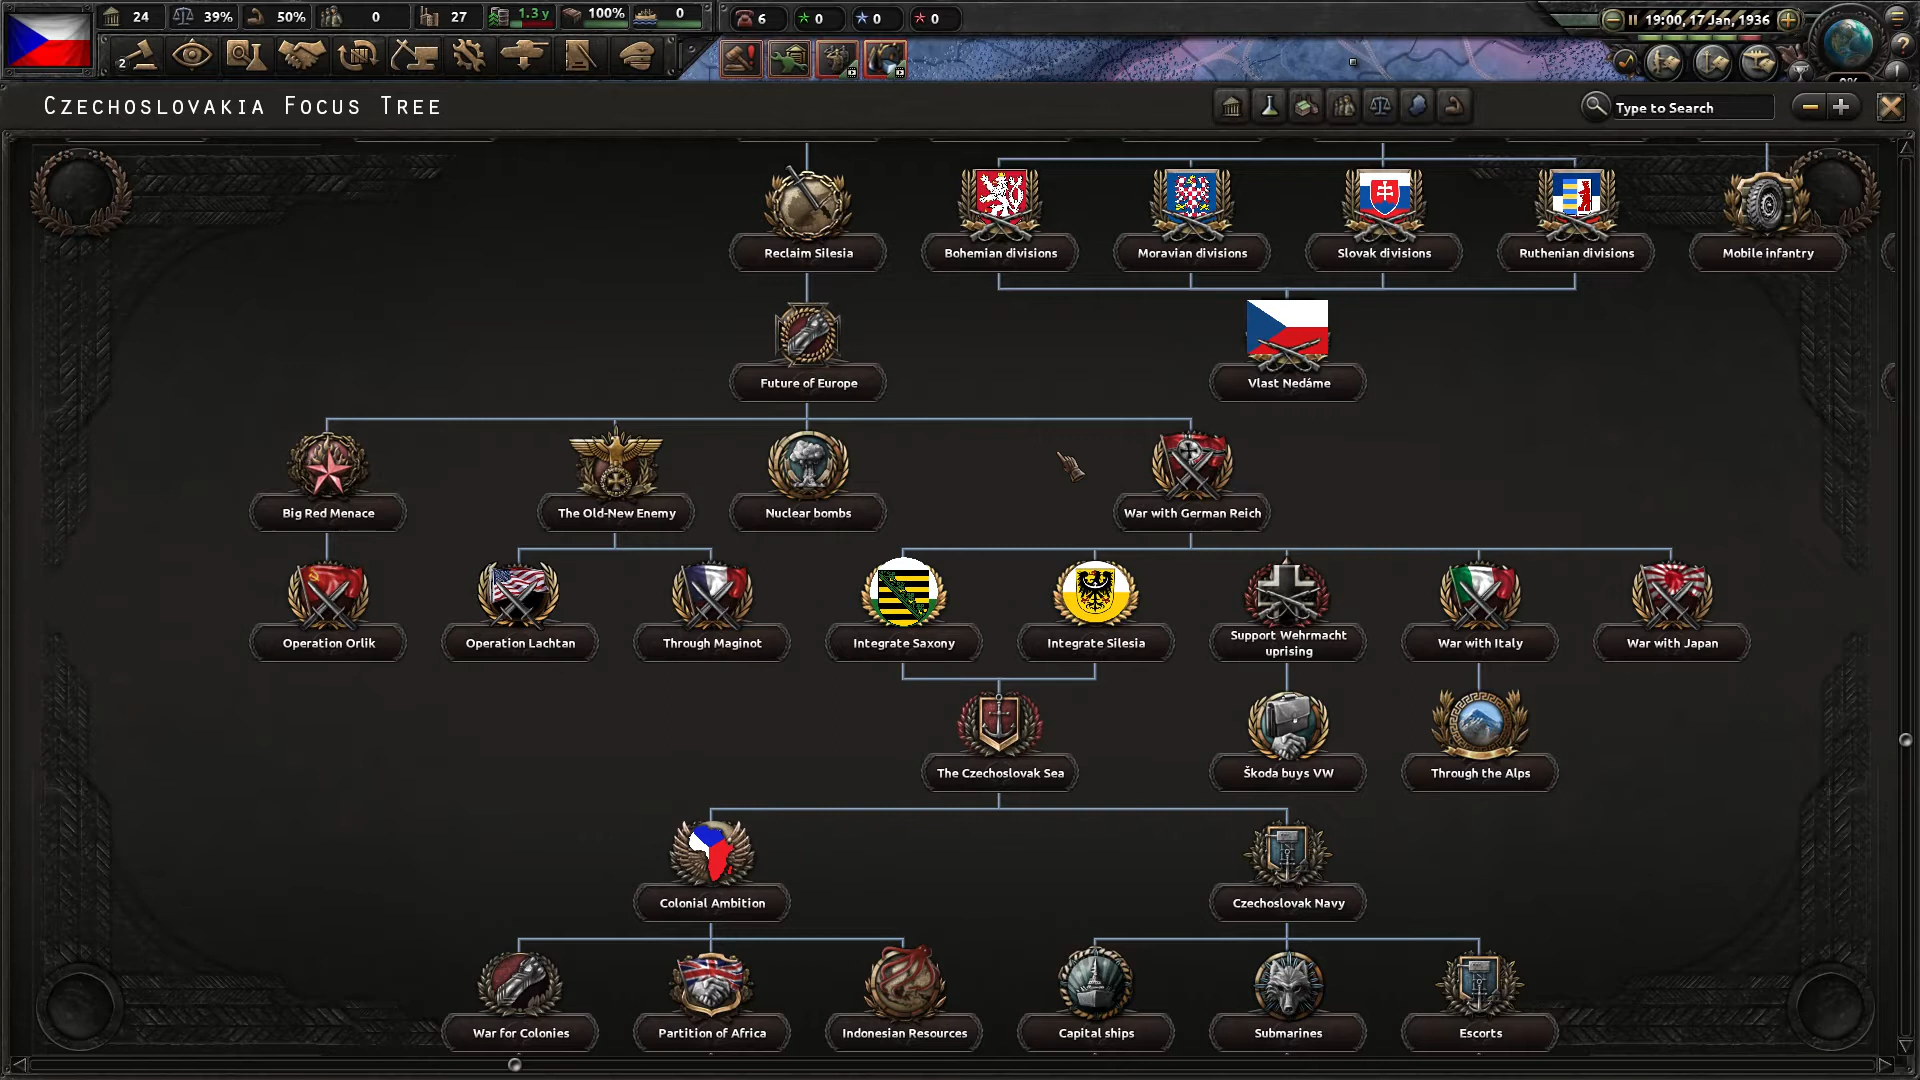 24
39%
50%
0
27
1.3 y
100%
0
6
0
0
0
19:00, 17 Jan, 1936
2
Czechoslovakia Focus Tree
Type to Search
Reclaim Silesia
Bohemian divisions
Moravian divisions
Slovak divisions
Ruthenian divisions
Mobile infantry
Future of Europe
Vlast Nedáme
Big Red Menace
The Old-New Enemy
Nuclear bombs
War with German Reich
Operation Orlik
Operation Lachtan
Through Maginot
Integrate Saxony
Integrate Silesia
Support Wehrmacht
uprising
War with Italy
War with Japan
The Czechoslovak Sea
Škoda buys VW
Through the Alps
Colonial Ambition
Czechoslovak Navy
War for Colonies
Partition of Africa
Indonesian Resources
Capital ships
Submarines
Escorts